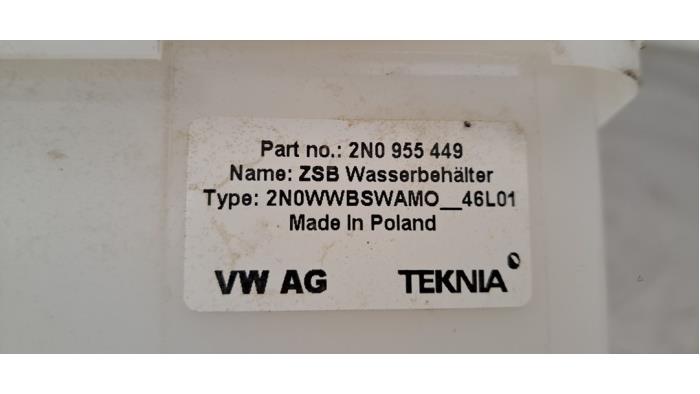 Part no.: 2N0 955 449
Name: ZSB Wasserbehälter
Type: 2N0WWBSWAMO__46L01
Made In Poland
VW AG TEKNIA